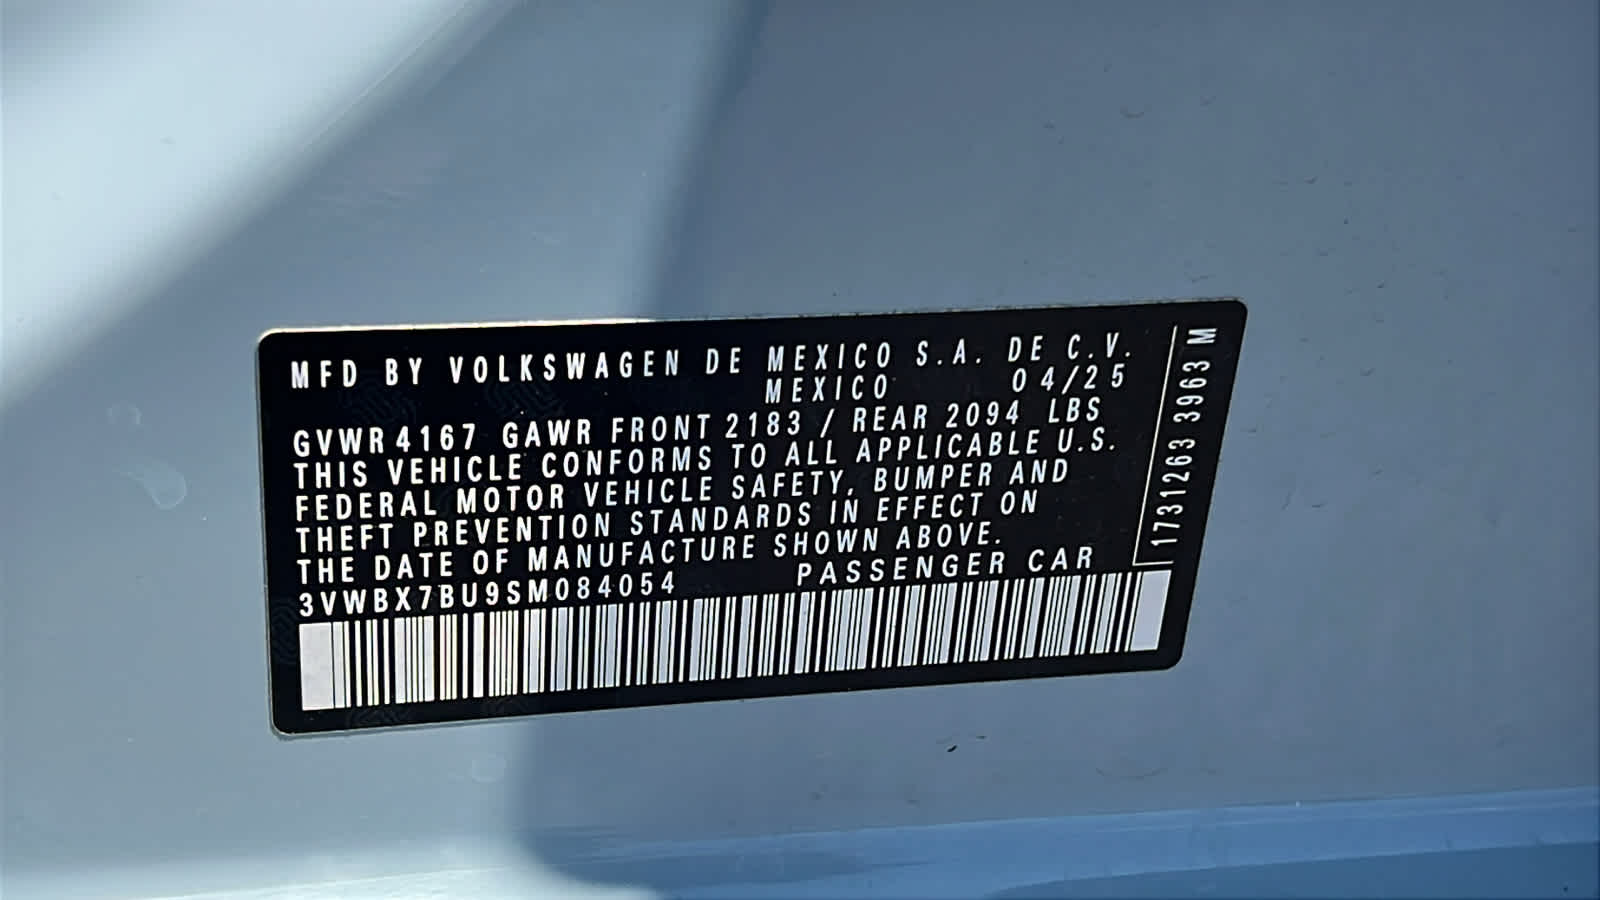 MFD BY VOLKSWAGEN DE MEXICO S.A. DE C.V.
MEXICO 04/25
GVWR 4167 GAWR FRONT 2183 / REAR 2094 LBS
THIS VEHICLE CONFORMS TO ALL APPLICABLE U.S.
FEDERAL MOTOR VEHICLE SAFETY, BUMPER AND
THEFT PREVENTION STANDARDS IN EFFECT ON
THE DATE OF MANUFACTURE SHOWN ABOVE.
3VWBX7BU9SM084054 PASSENGER CAR
1731263 3963 M